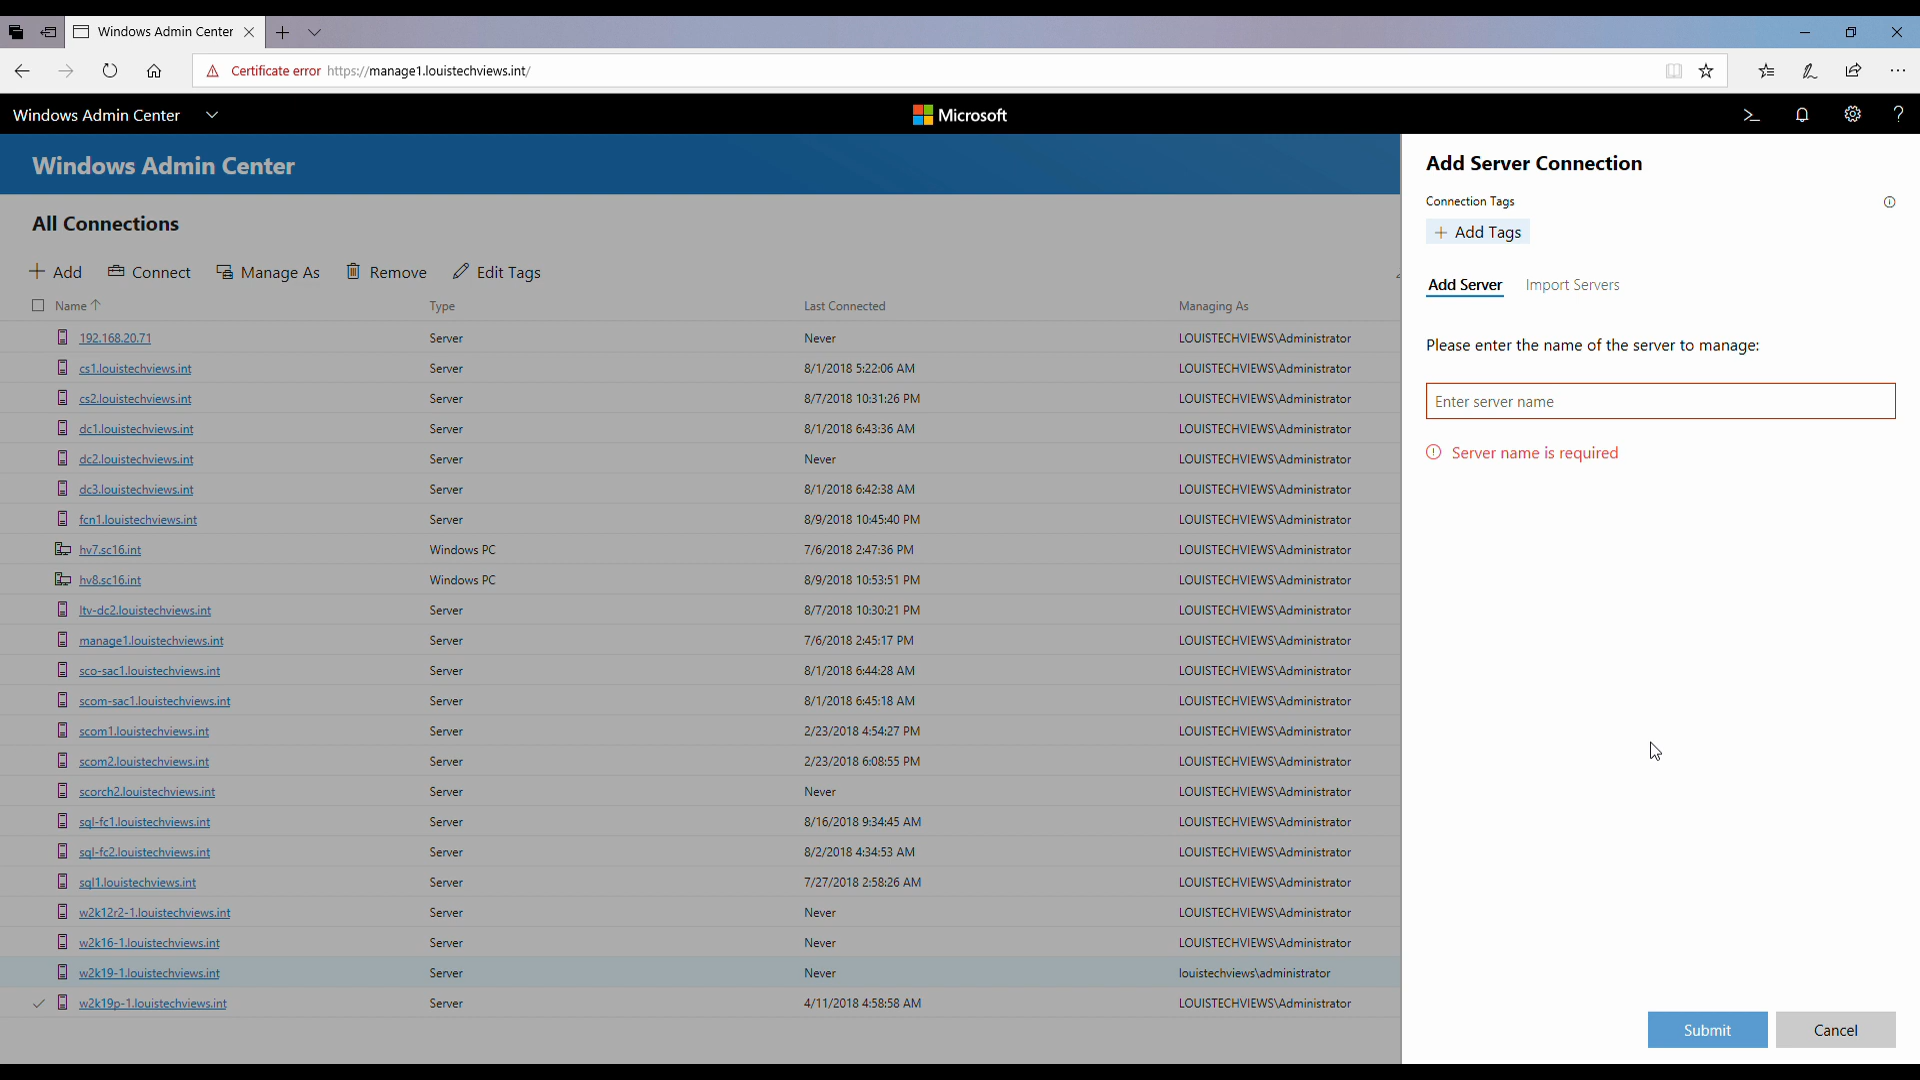 Windows Admin Center
Certificate error https://manage1.louistechviews.int/
Windows Admin Center
Microsoft
Windows Admin Center
All Connections
Add Connect Manage As Remove Edit Tags
Name Type Last Connected Managing As
192.168.20.71 Server Never LOUISTECHVIEWS\Administrator
cs1.louistechviews.int Server 8/1/2018 5:22:06 AM LOUISTECHVIEWS\Administrator
cs2.louistechviews.int Server 8/7/2018 10:31:26 PM LOUISTECHVIEWS\Administrator
dc1.louistechviews.int Server 8/1/2018 6:43:36 AM LOUISTECHVIEWS\Administrator
dc2.louistechviews.int Server Never LOUISTECHVIEWS\Administrator
dc3.louistechviews.int Server 8/1/2018 6:42:38 AM LOUISTECHVIEWS\Administrator
fcn1.louistechviews.int Server 8/9/2018 10:45:40 PM LOUISTECHVIEWS\Administrator
hv7.sc16.int Windows PC 7/6/2018 2:47:36 PM LOUISTECHVIEWS\Administrator
hv8.sc16.int Windows PC 8/9/2018 10:53:51 PM LOUISTECHVIEWS\Administrator
ltv-dc2.louistechviews.int Server 8/7/2018 10:30:21 PM LOUISTECHVIEWS\Administrator
manage1.louistechviews.int Server 7/6/2018 2:45:17 PM LOUISTECHVIEWS\Administrator
sco-sac1.louistechviews.int Server 8/1/2018 6:44:28 AM LOUISTECHVIEWS\Administrator
scom-sac1.louistechviews.int Server 8/1/2018 6:45:18 AM LOUISTECHVIEWS\Administrator
scom1.louistechviews.int Server 2/23/2018 4:54:27 PM LOUISTECHVIEWS\Administrator
scom2.louistechviews.int Server 2/23/2018 6:08:55 PM LOUISTECHVIEWS\Administrator
scorch2.louistechviews.int Server Never LOUISTECHVIEWS\Administrator
sql-fc1.louistechviews.int Server 8/16/2018 9:34:45 AM LOUISTECHVIEWS\Administrator
sql-fc2.louistechviews.int Server 8/2/2018 4:34:53 AM LOUISTECHVIEWS\Administrator
sql1.louistechviews.int Server 7/27/2018 2:58:26 AM LOUISTECHVIEWS\Administrator
w2k12r2-1.louistechviews.int Server Never LOUISTECHVIEWS\Administrator
w2k16-1.louistechviews.int Server Never LOUISTECHVIEWS\Administrator
w2k19-1.louistechviews.int Server Never louistechviews\administrator
w2k19p-1.louistechviews.int Server 4/11/2018 4:58:58 AM LOUISTECHVIEWS\Administrator
Add Server Connection
Connection Tags
Add Tags
Add Server Import Servers
Please enter the name of the server to manage:
Enter server name
Server name is required
Submit Cancel